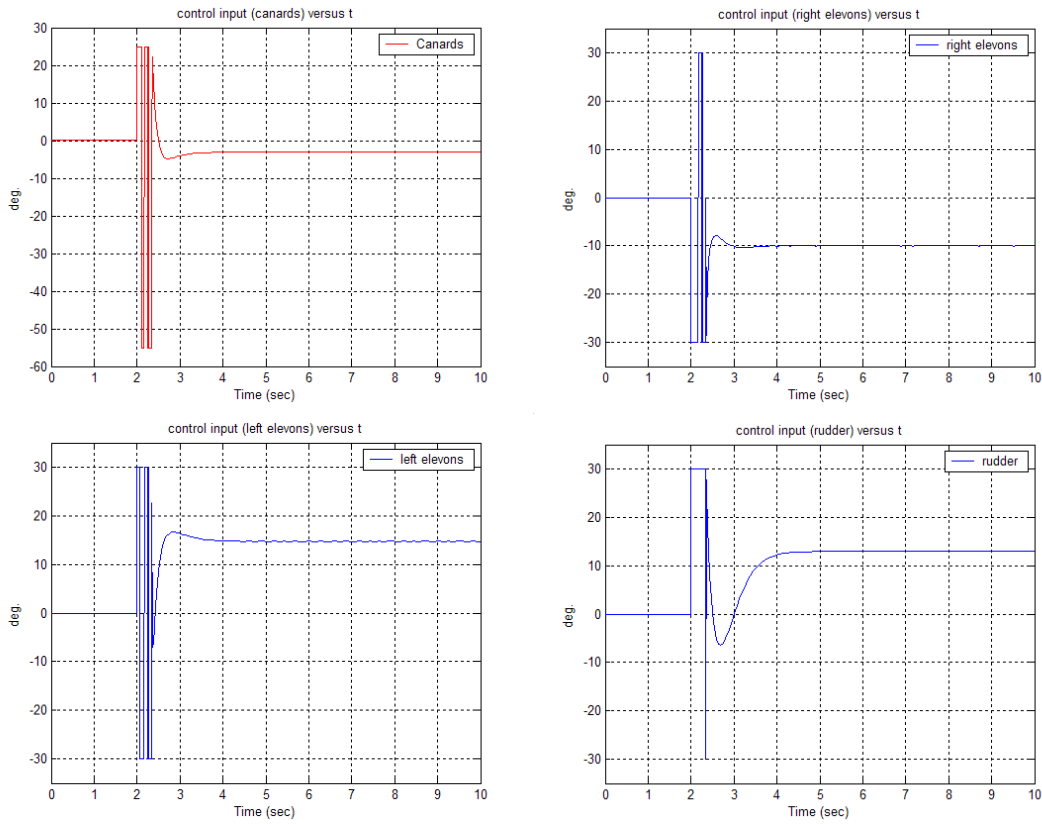 control input (canards) versus t
Canards
30
20
10
0
-10
-20
-30
-40
-50
-60
deg.
0 1 2 3 4 5 6 7 8 9 10
Time (sec)
control input (right elevons) versus t
right elevons
30
20
10
0
-10
-20
-30
deg.
0 1 2 3 4 5 6 7 8 9 10
Time (sec)
control input (left elevons) versus t
left elevons
30
20
10
0
-10
-20
-30
deg.
0 1 2 3 4 5 6 7 8 9 10
Time (sec)
control input (rudder) versus t
rudder
30
20
10
0
-10
-20
-30
deg.
0 1 2 3 4 5 6 7 8 9 10
Time (sec)